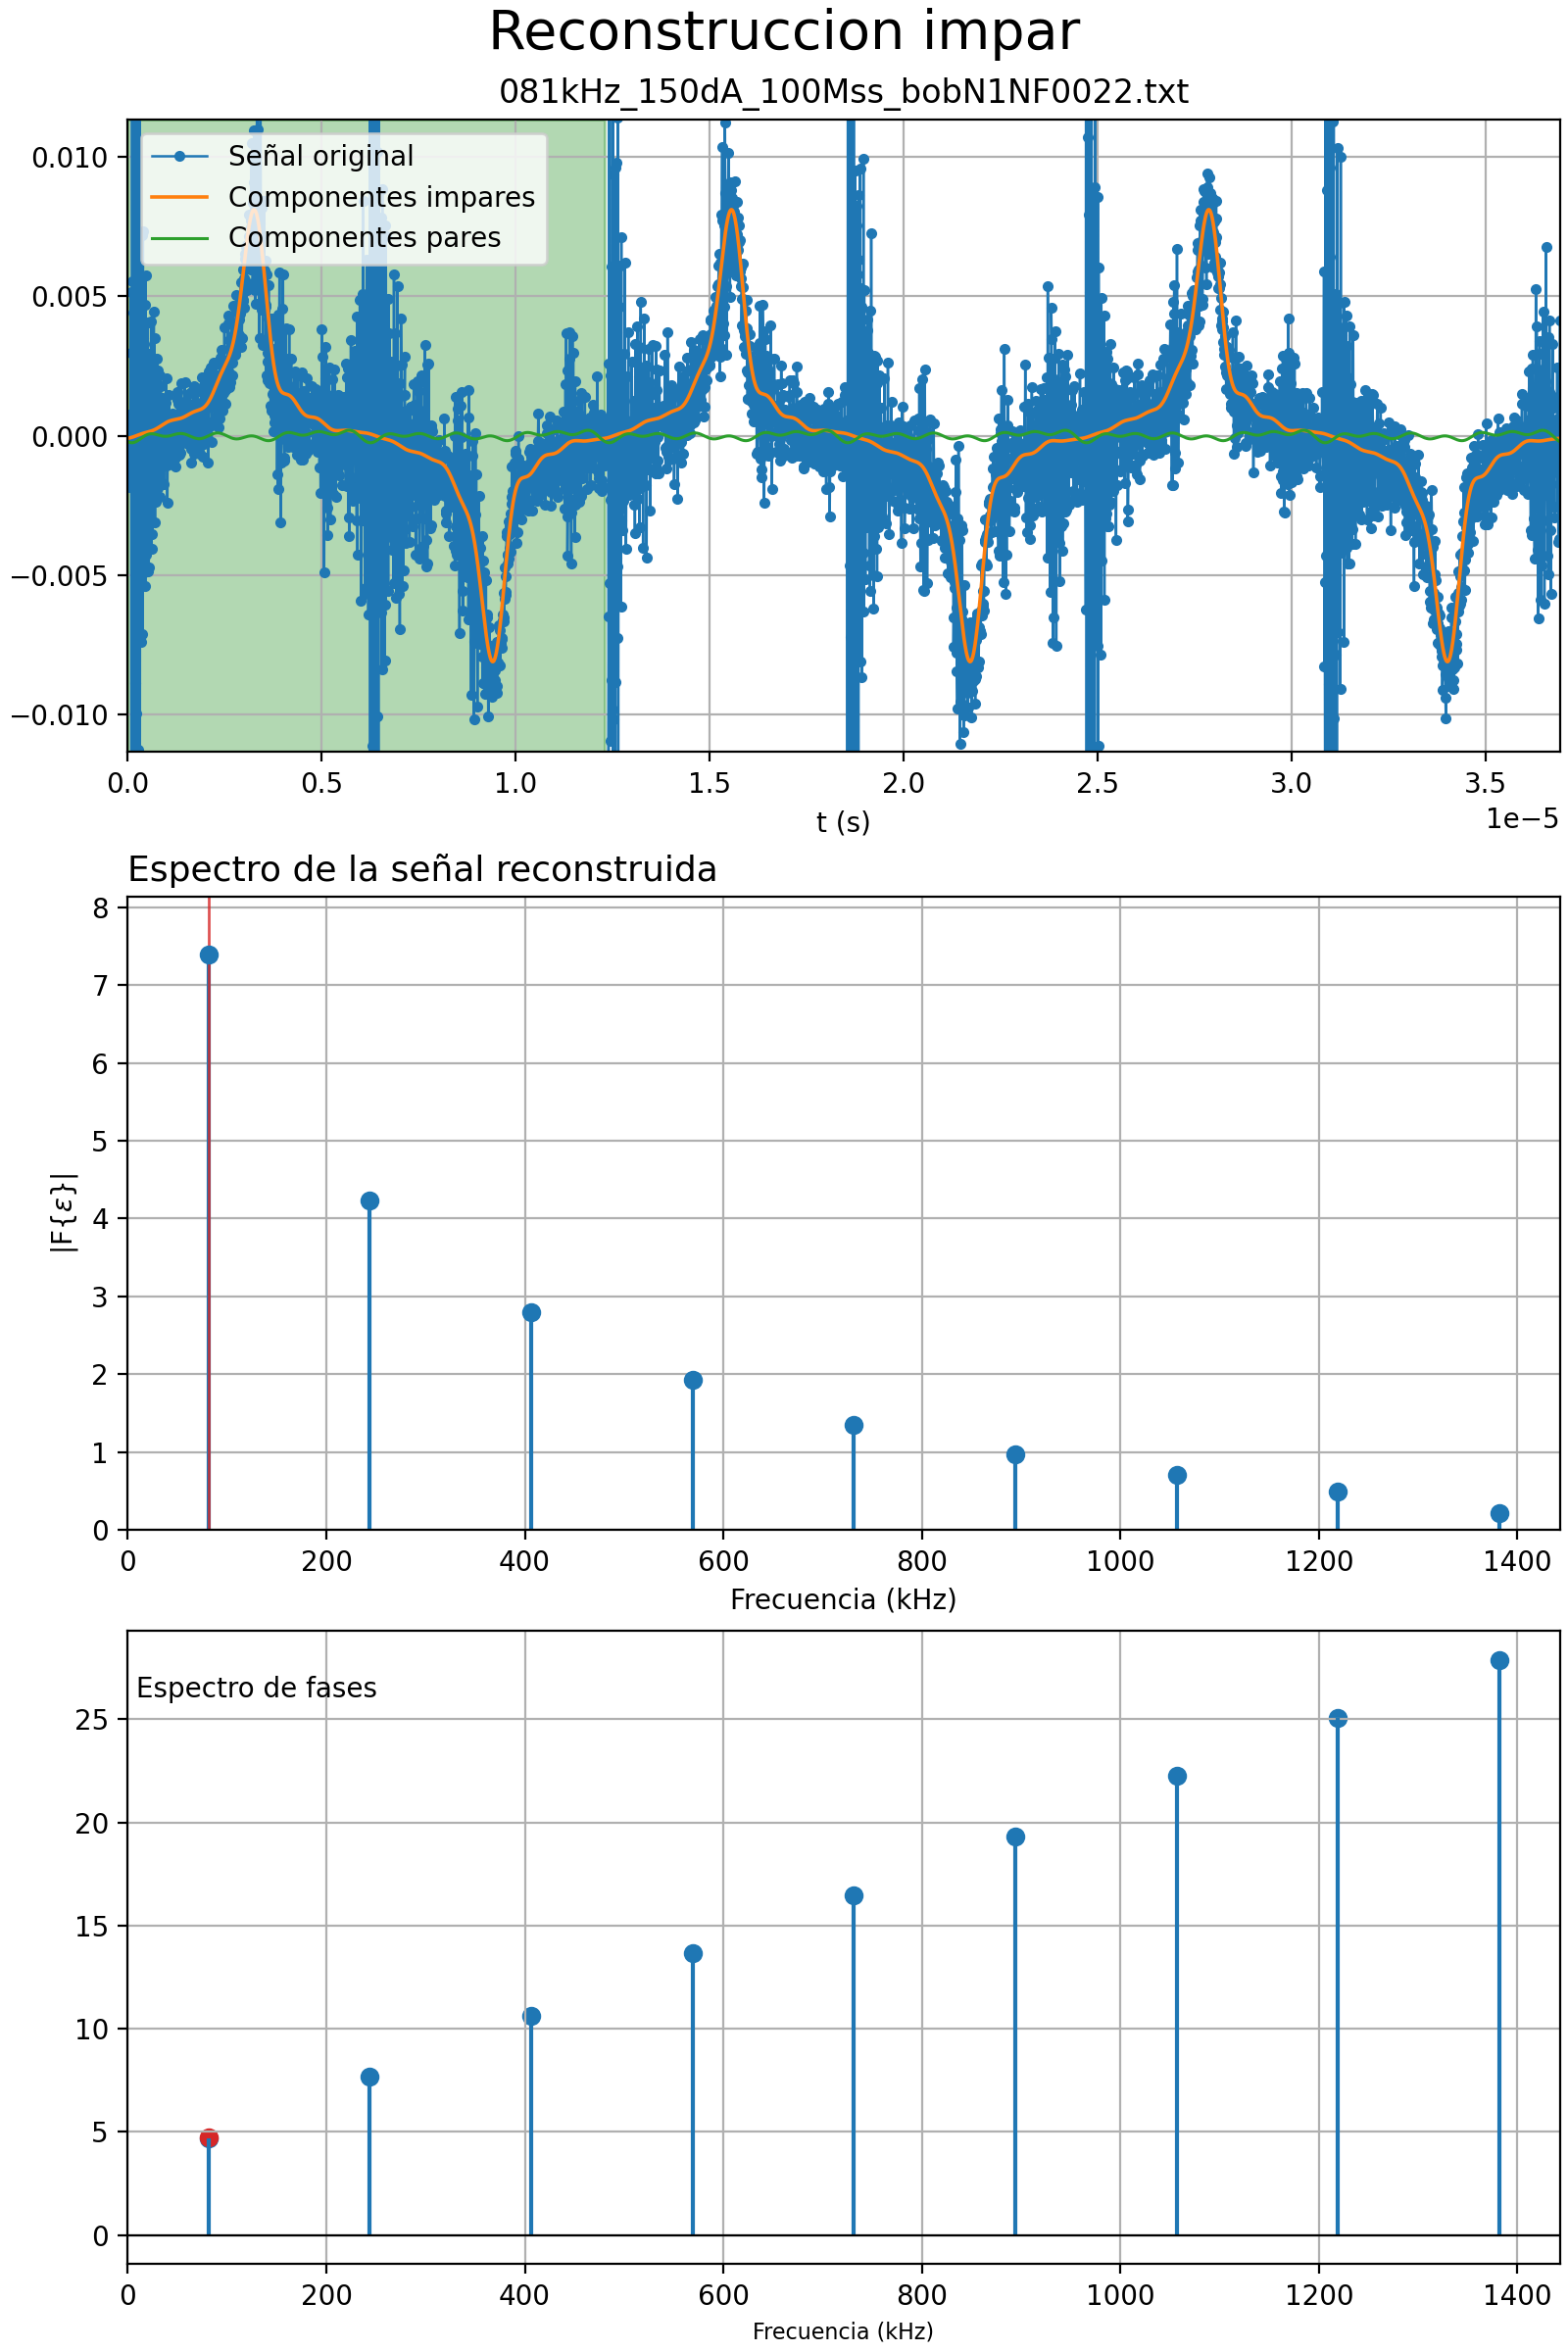 Reconstruccion impar
081kHz_150dA_100Mss_bobN1NF0022.txt
Señal original
Componentes impares
Componentes pares
0.010
0.005
0.000
−0.005
−0.010
0.0 0.5 1.0 1.5 2.0 2.5 3.0 3.5
1e−5
t (s)
Espectro de la señal reconstruida
8
7
6
5
4
3
2
1
0
|F{ε}|
0 200 400 600 800 1000 1200 1400
Frecuencia (kHz)
Espectro de fases
25
20
15
10
5
0
0 200 400 600 800 1000 1200 1400
Frecuencia (kHz)